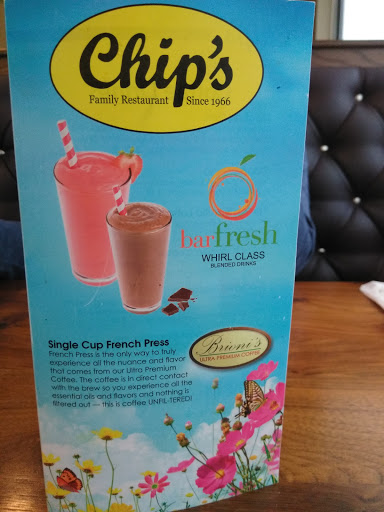 Chip's
Family Restaurant Since 1966
barfresh
WHIRL CLASS
BLENDED DRINKS
Single Cup French Press
French Press is the only way to truly
experience all the nuance and flavor
that comes from our Ultra Premium
Coffee. The coffee is in direct contact
with the brew so you experience all the
essential oils and flavors and nothing is
filtered out — this is coffee UNFIL-TERED!
Brioni's
ULTRA PREMIUM COFFEE